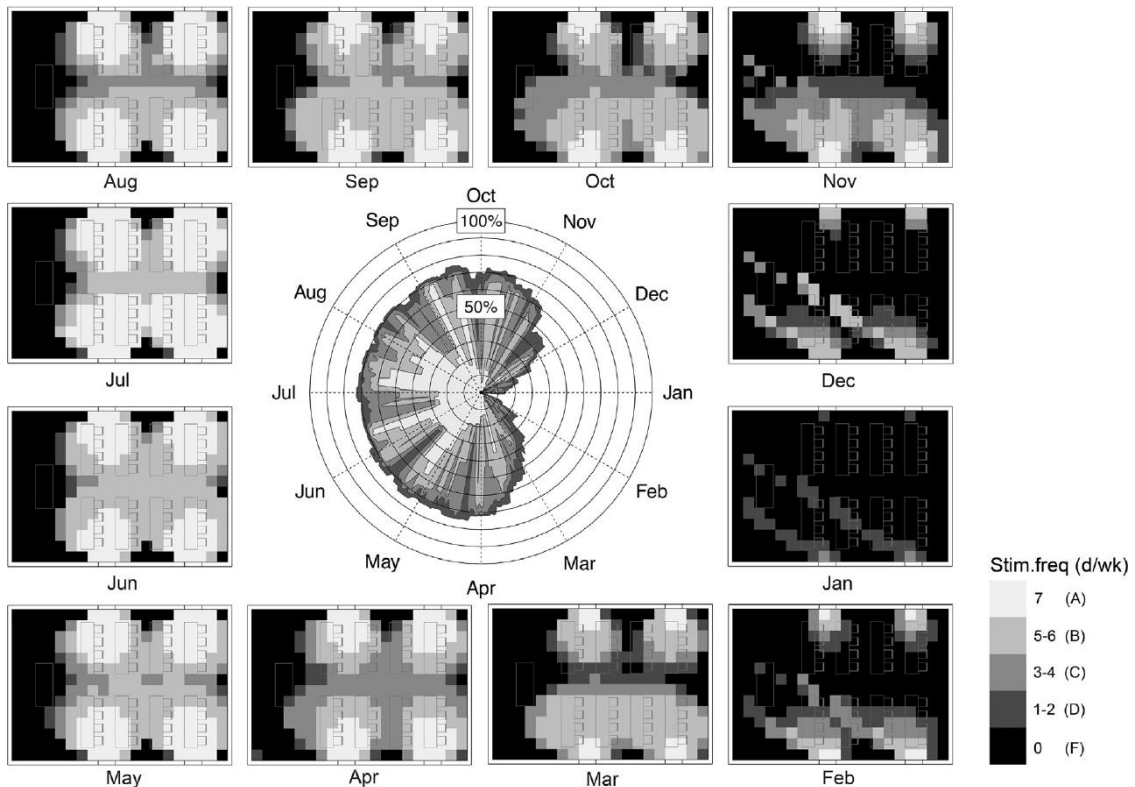 Aug
Sep
Oct
Nov
Oct
Sep
100%
Nov
Aug
50%
Dec
Jul
Jan
Jun
Feb
May
Mar
Apr
Jul
Dec
Jun
Jan
Stim.freq (d/wk)
7 (A)
5-6 (B)
3-4 (C)
1-2 (D)
0 (F)
May
Apr
Mar
Feb